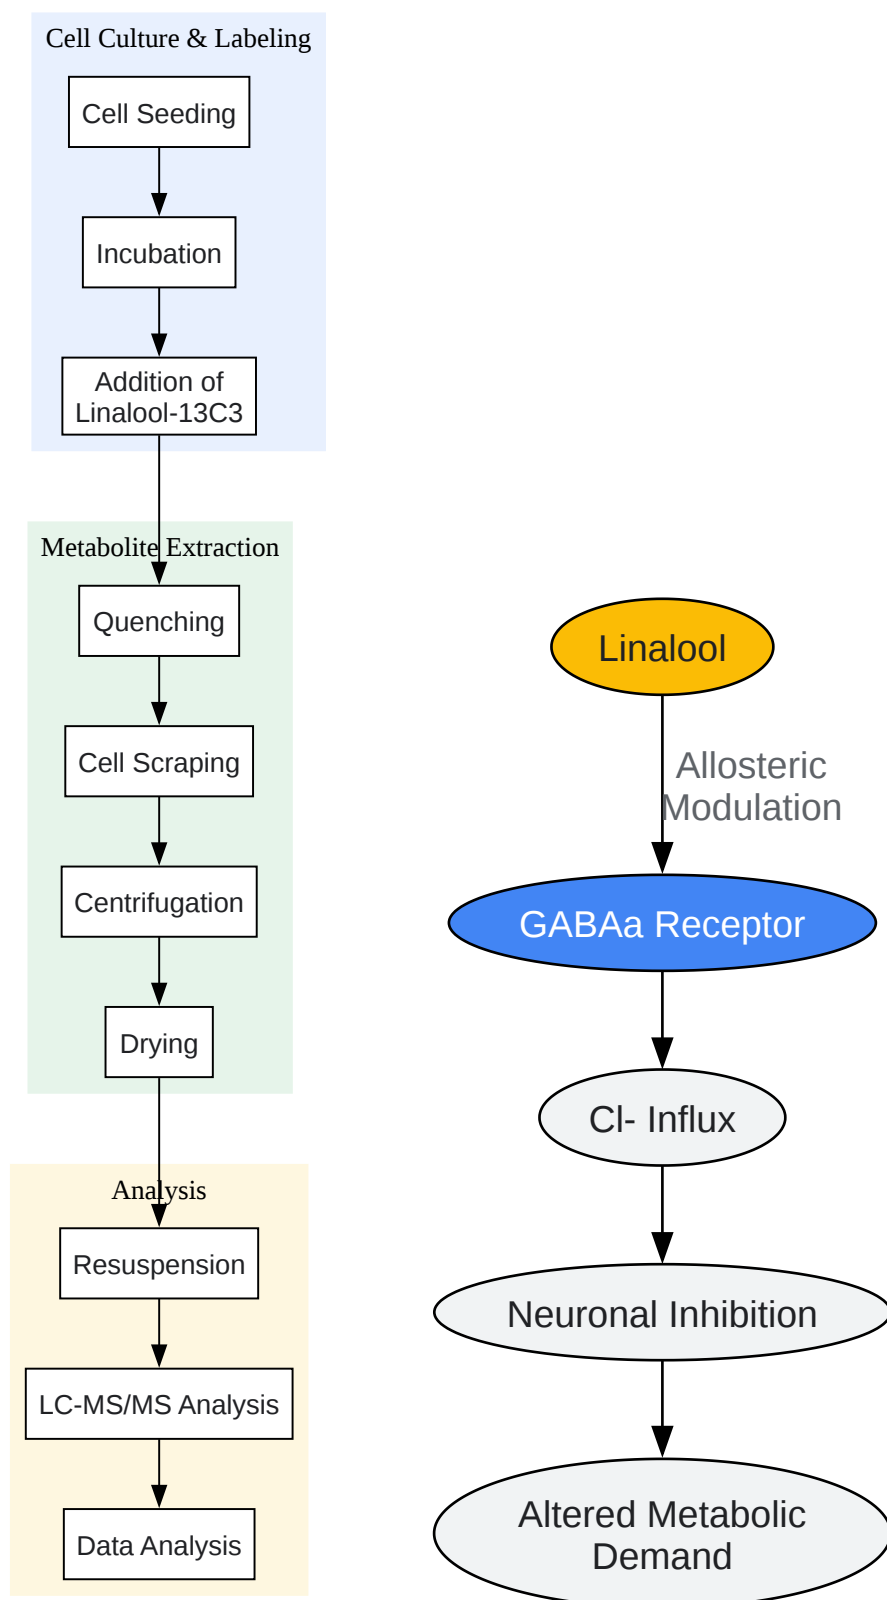 Cell Culture & Labeling
Cell Seeding
Incubation
Addition of
Linalool-13C3
Metabolite Extraction
Quenching
Cell Scraping
Centrifugation
Drying
Analysis
Resuspension
LC-MS/MS Analysis
Data Analysis
Linalool
Allosteric
Modulation
GABAa Receptor
Cl- Influx
Neuronal Inhibition
Altered Metabolic
Demand